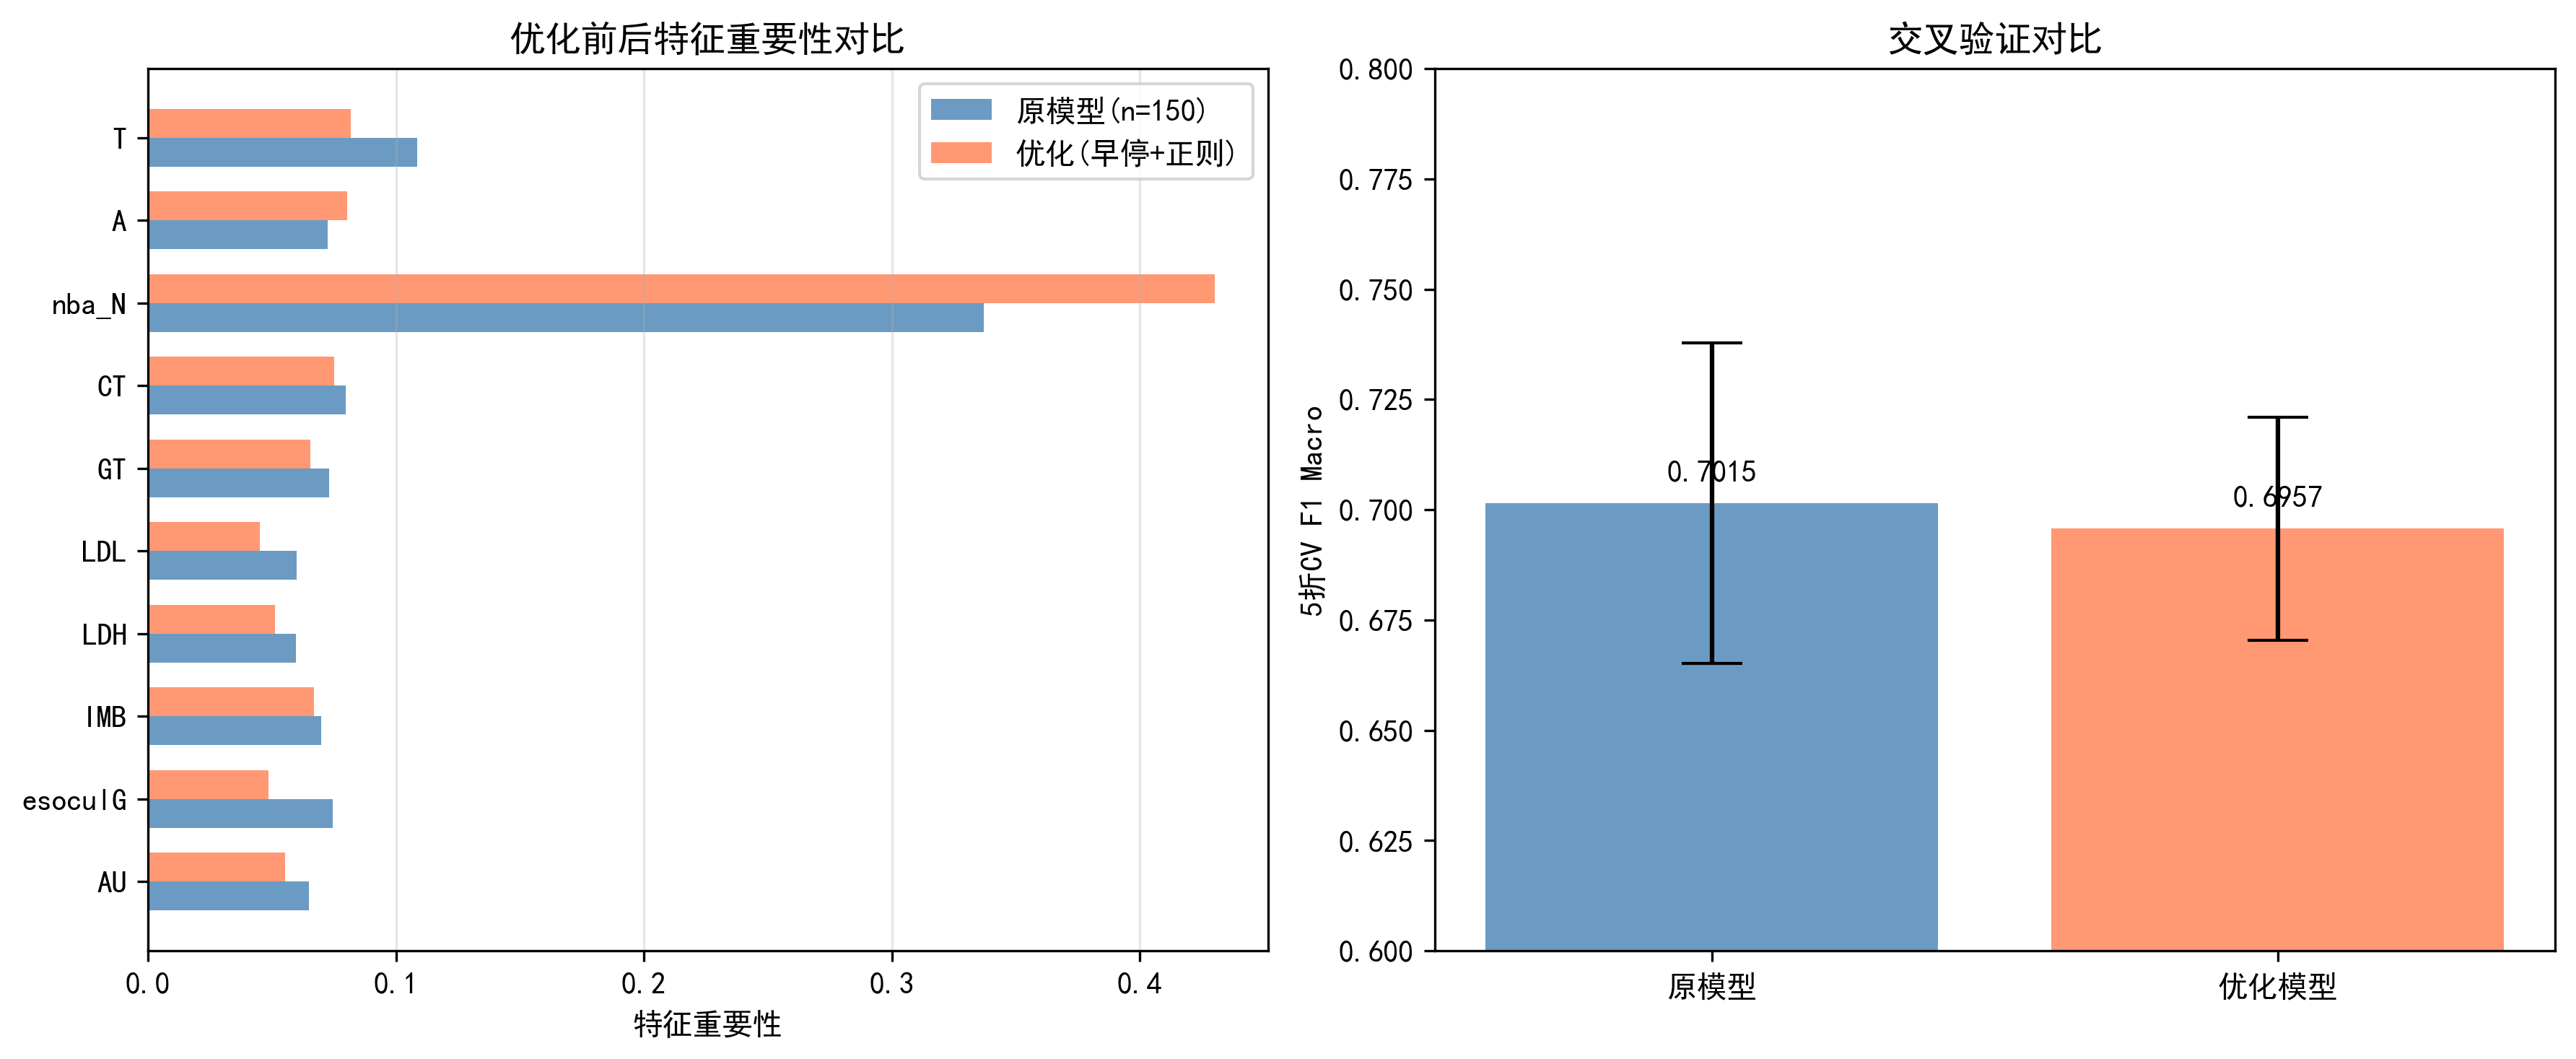 优化前后特征重要性对比
原模型(n=150)
优化(早停+正则)
T
A
nba_N
CT
GT
LDL
LDH
IMB
esoculG
AU
0.0
0.1
0.2
0.3
0.4
特征重要性
交叉验证对比
5折CV F1 Macro
0.800
0.775
0.750
0.725
0.700
0.675
0.650
0.625
0.600
0.7015
0.6957
原模型
优化模型